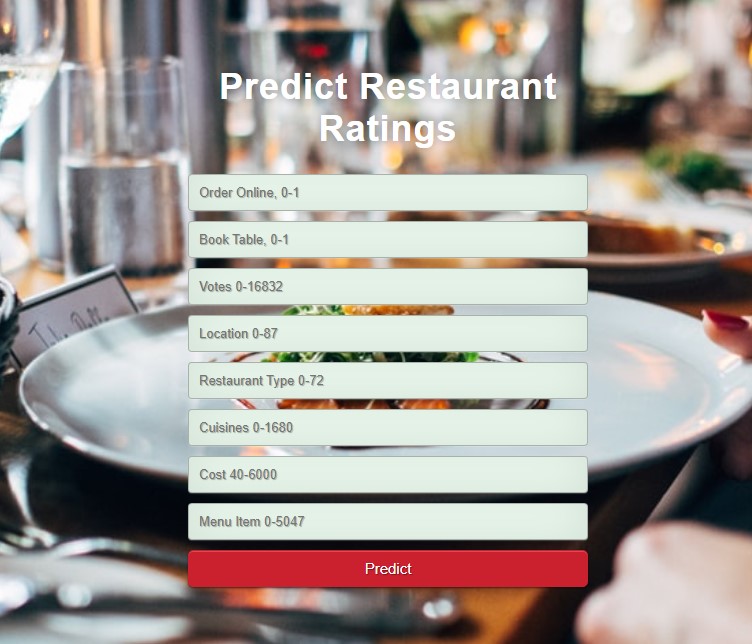 Predict Restaurant
Ratings
Order Online, 0-1
Book Table, 0-1
Votes 0-16832
Location 0-87
Restaurant Type 0-72
Cuisines 0-1680
Cost 40-6000
Menu Item 0-5047
Predict